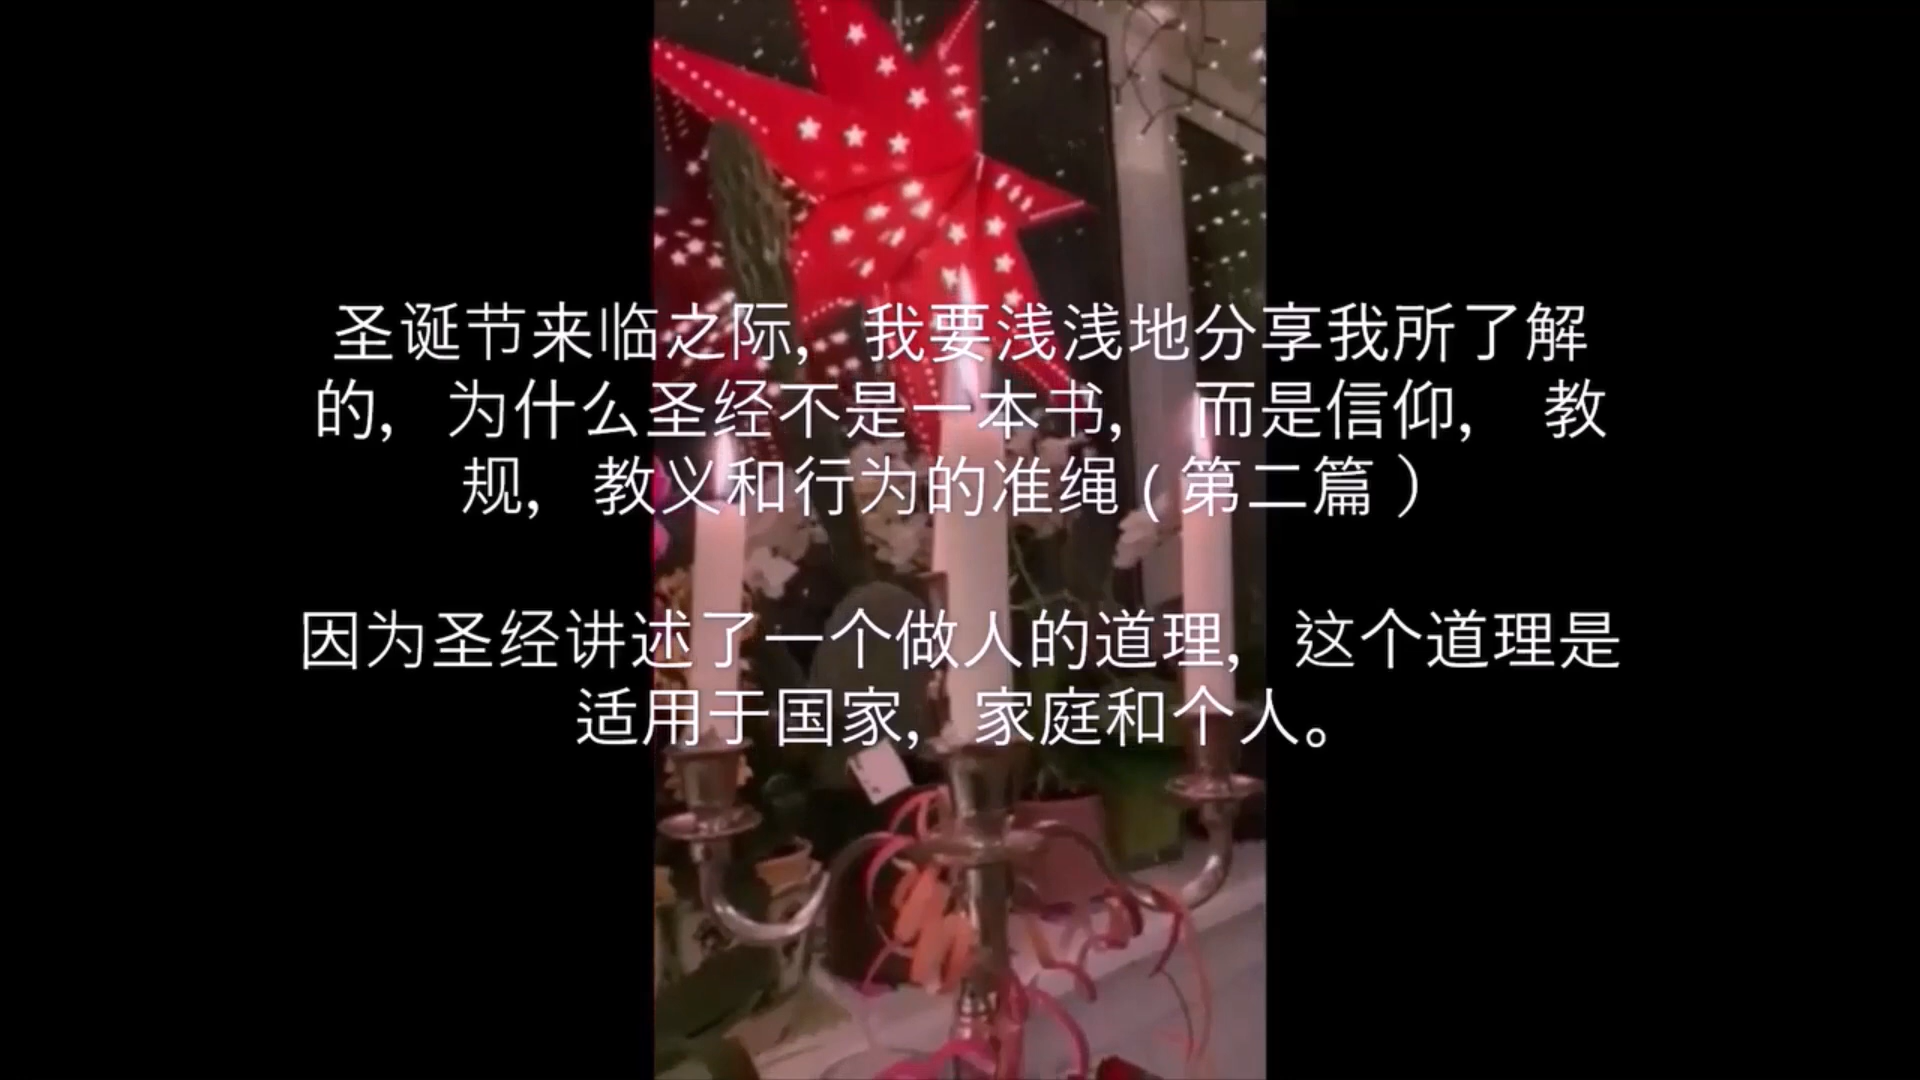 圣诞节来临之际, 我要浅浅地分享我所了解
的, 为什么圣经不是一本书, 而是信仰, 教
规, 教义和行为的准绳(第二篇)
因为圣经讲述了一个做人的道理, 这个道理是
适用于国家, 家庭和个人。